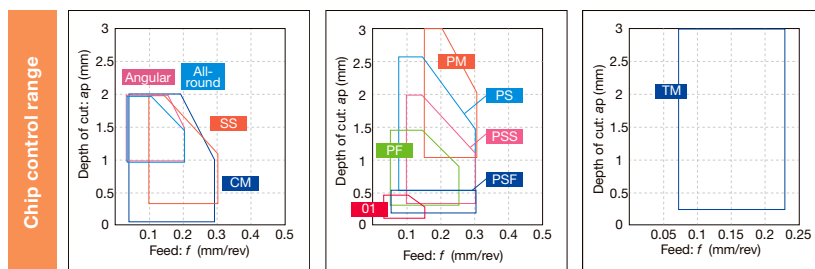 Chip control range
Depth of cut: ap (mm)
3
2.5
2
1.5
1
0.5
0
Angular
All-
round
SS
CM
0.1
0.2
0.3
0.4
0.5
Feed: f (mm/rev)
Depth of cut: ap (mm)
3
2.5
2
1.5
1
0.5
0
PM
PS
PSS
PF
PSF
01
0.1
0.2
0.3
0.4
0.5
Feed: f (mm/rev)
Depth of cut: ap (mm)
3
2.5
2
1.5
1
0.5
0
TM
0.05
0.1
0.15
0.2
0.25
Feed: f (mm/rev)